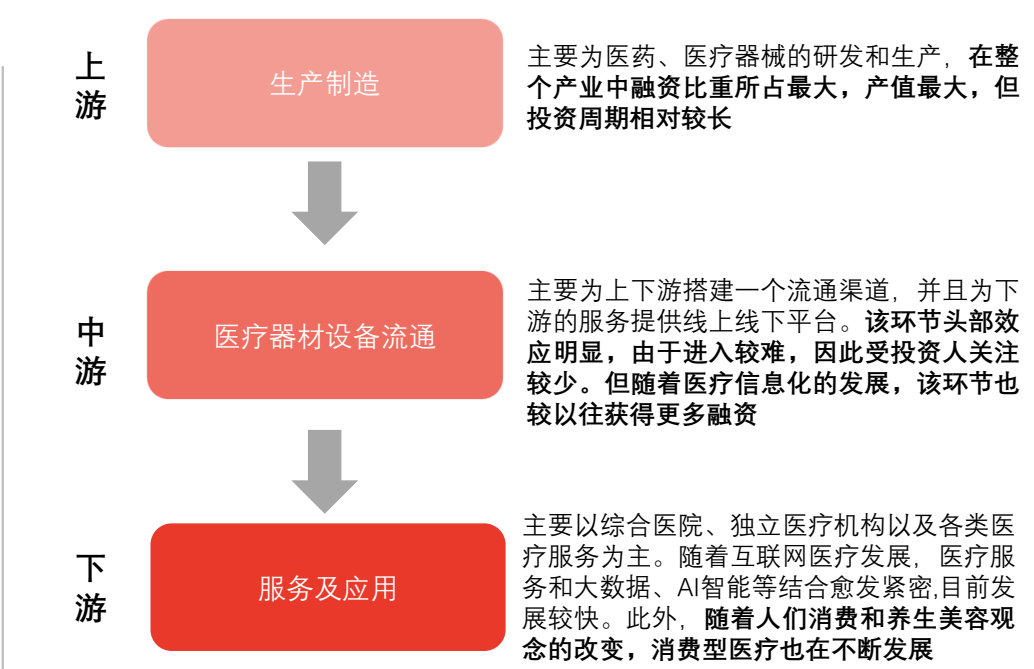 上游
生产制造
主要为医药、医疗器械的研发和生产，在整
个产业中融资比重所占最大，产值最大，但
投资周期相对较长
中游
医疗器材设备流通
主要为上下游搭建一个流通渠道，并且为下
游的服务提供线上线下平台。该环节头部效
应明显，由于进入较难，因此受投资人关注
较少。但随着医疗信息化的发展，该环节也
较以往获得更多融资
下游
服务及应用
主要以综合医院、独立医疗机构以及各类医
疗服务为主。随着互联网医疗发展，医疗服
务和大数据、AI智能等结合愈发紧密,目前发
展较快。此外，随着人们消费和养生美容观
念的改变，消费型医疗也在不断发展